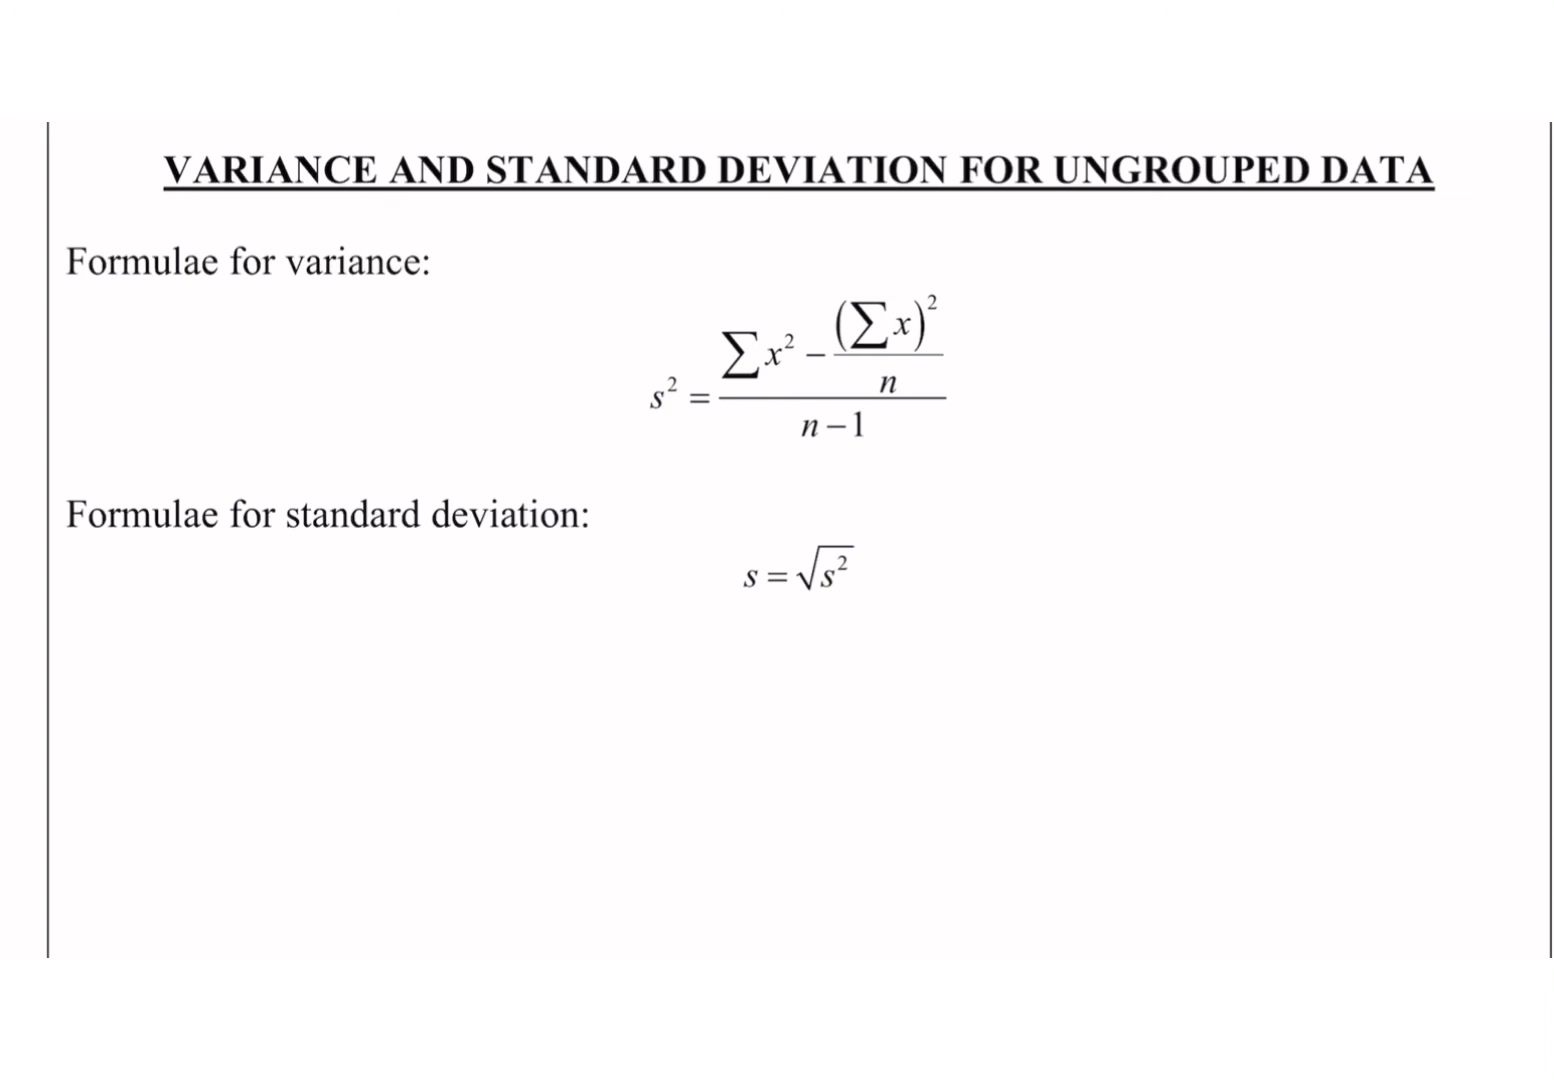 VARIANCE AND STANDARD DEVIATION FOR UNGROUPED DATA
Formulae for variance:
s² = (∑x² − (∑x)²/n) / (n − 1)
Formulae for standard deviation:
s = √s²